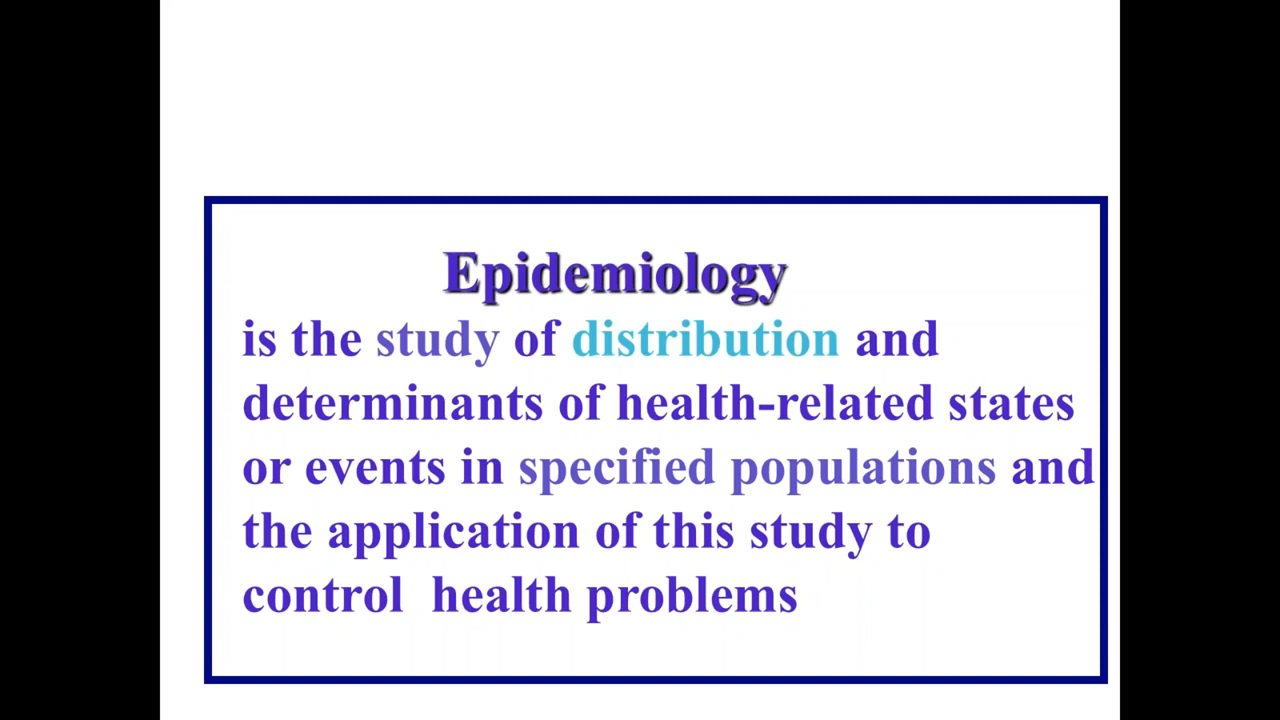 Epidemiology
is the study of distribution and
determinants of health-related states
or events in specified populations and
the application of this study to
control  health problems